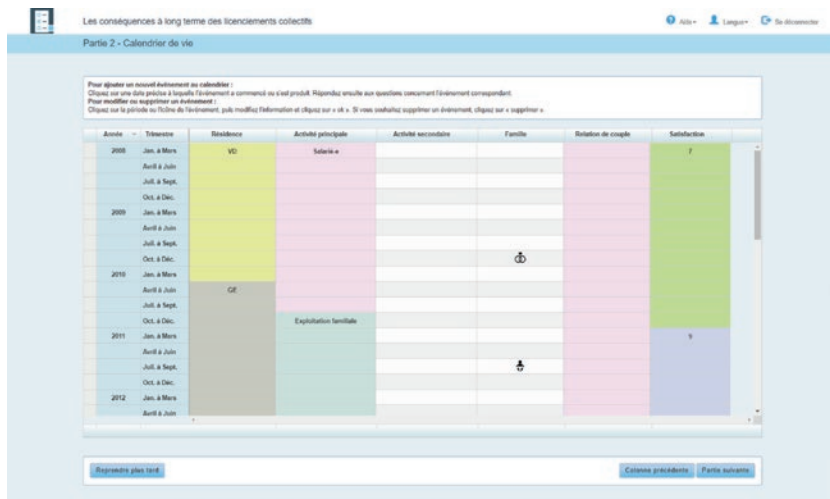 Les conséquences à long terme des licenciements collectifs
Aide
Langue
Se déconnecter
Partie 2 - Calendrier de vie
Pour ajouter un nouvel évènement au calendrier :
Cliquez sur une date précise à laquelle l'évènement a commencé ou s'est produit. Répondez ensuite aux questions concernant l'évènement correspondant.
Pour modifier ou supprimer un évènement :
Cliquez sur la période ou l'icône de l'évènement, puis modifiez l'information et cliquez sur « ok ». Si vous souhaitez supprimer un évènement, cliquez sur « supprimer ».
Année Trimestre Résidence Activité principale Activité secondaire Famille Relation de couple Satisfaction
2008 Jan. à Mars VD Salarié-e 7
Avril à Juin
Juil. à Sept.
Oct. à Déc.
2009 Jan. à Mars
Avril à Juin
Juil. à Sept.
Oct. à Déc.
2010 Jan. à Mars
Avril à Juin GE
Juil. à Sept.
Oct. à Déc. Exploitation familiale
2011 Jan. à Mars 9
Avril à Juin
Juil. à Sept.
Oct. à Déc.
2012 Jan. à Mars
Avril à Juin
Reprendre plus tard
Colonne précédente
Partie suivante